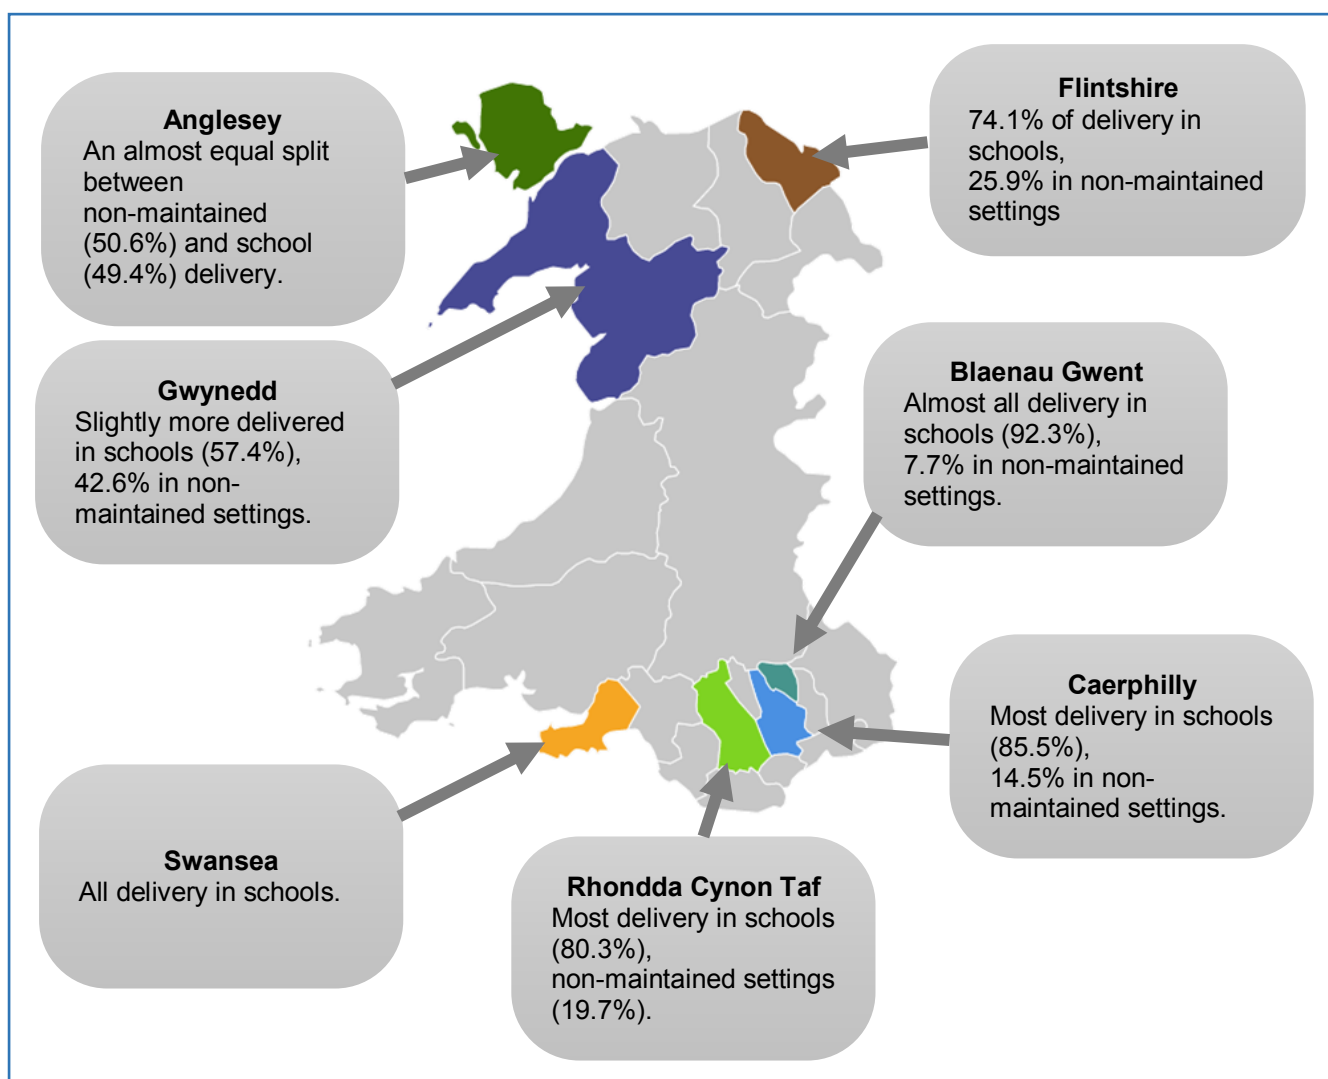 Anglesey
An almost equal split
between
non-maintained
(50.6%) and school
(49.4%) delivery.
Flintshire
74.1% of delivery in
schools,
25.9% in non-maintained
settings
Gwynedd
Slightly more delivered
in schools (57.4%),
42.6% in non-
maintained settings.
Blaenau Gwent
Almost all delivery in
schools (92.3%),
7.7% in non-maintained
settings.
Caerphilly
Most delivery in schools
(85.5%),
14.5% in non-
maintained settings.
Swansea
All delivery in schools.
Rhondda Cynon Taf
Most delivery in schools
(80.3%),
non-maintained settings
(19.7%).